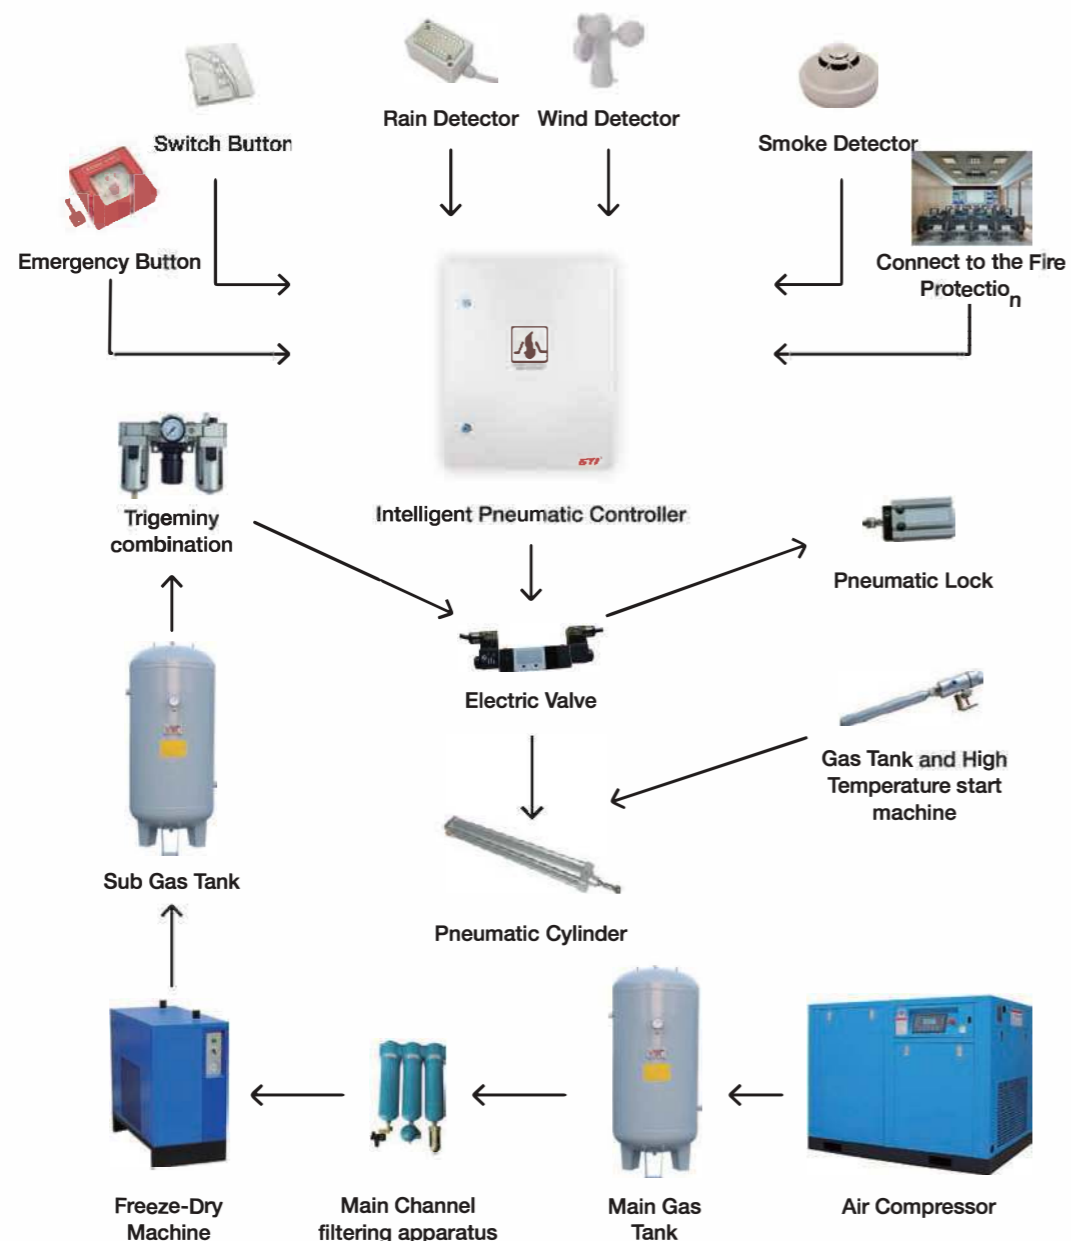 Rain Detector
Wind Detector
Switch Button
Smoke Detector
Emergency Button
Connect to the Fire
Protection
GTI
Trigeminy
combination
Intelligent Pneumatic Controller
Pneumatic Lock
Electric Valve
Gas Tank and High
Temperature start
machine
Sub Gas Tank
Pneumatic Cylinder
Freeze-Dry
Machine
Main Channel
filtering apparatus
Main Gas
Tank
Air Compressor